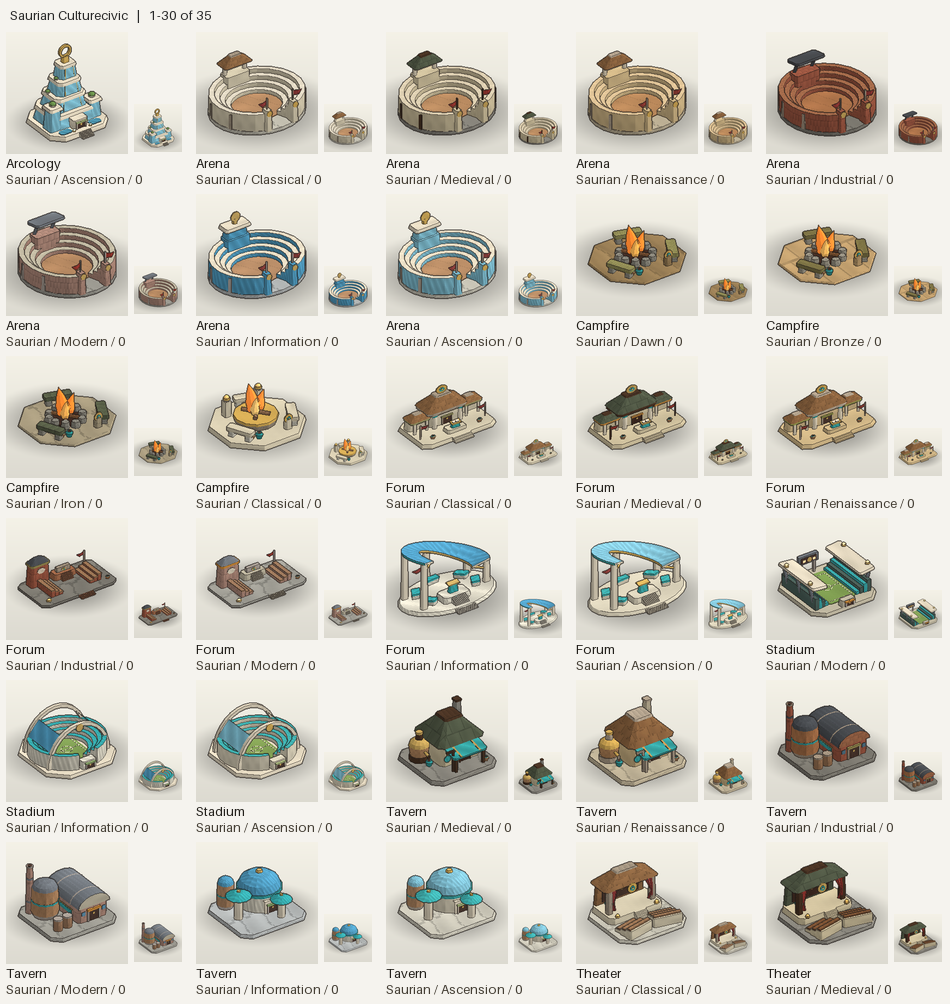 Saurian Culturecivic | 1-30 of 35
Arcology
Saurian / Ascension / 0
Arena
Saurian / Classical / 0
Arena
Saurian / Medieval / 0
Arena
Saurian / Renaissance / 0
Arena
Saurian / Industrial / 0
Arena
Saurian / Modern / 0
Arena
Saurian / Information / 0
Arena
Saurian / Ascension / 0
Campfire
Saurian / Dawn / 0
Campfire
Saurian / Bronze / 0
Campfire
Saurian / Iron / 0
Campfire
Saurian / Classical / 0
Forum
Saurian / Classical / 0
Forum
Saurian / Medieval / 0
Forum
Saurian / Renaissance / 0
Forum
Saurian / Industrial / 0
Forum
Saurian / Modern / 0
Forum
Saurian / Information / 0
Forum
Saurian / Ascension / 0
Stadium
Saurian / Modern / 0
Stadium
Saurian / Information / 0
Stadium
Saurian / Ascension / 0
Tavern
Saurian / Medieval / 0
Tavern
Saurian / Renaissance / 0
Tavern
Saurian / Industrial / 0
Tavern
Saurian / Modern / 0
Tavern
Saurian / Information / 0
Tavern
Saurian / Ascension / 0
Theater
Saurian / Classical / 0
Theater
Saurian / Medieval / 0